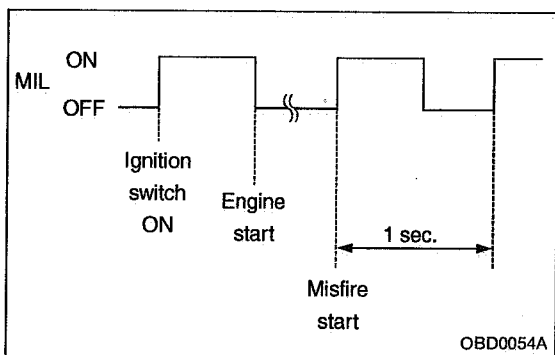 ON
MIL
OFF
Ignition
switch
ON
Engine
start
1 sec.
Misfire
start
OBD0054A